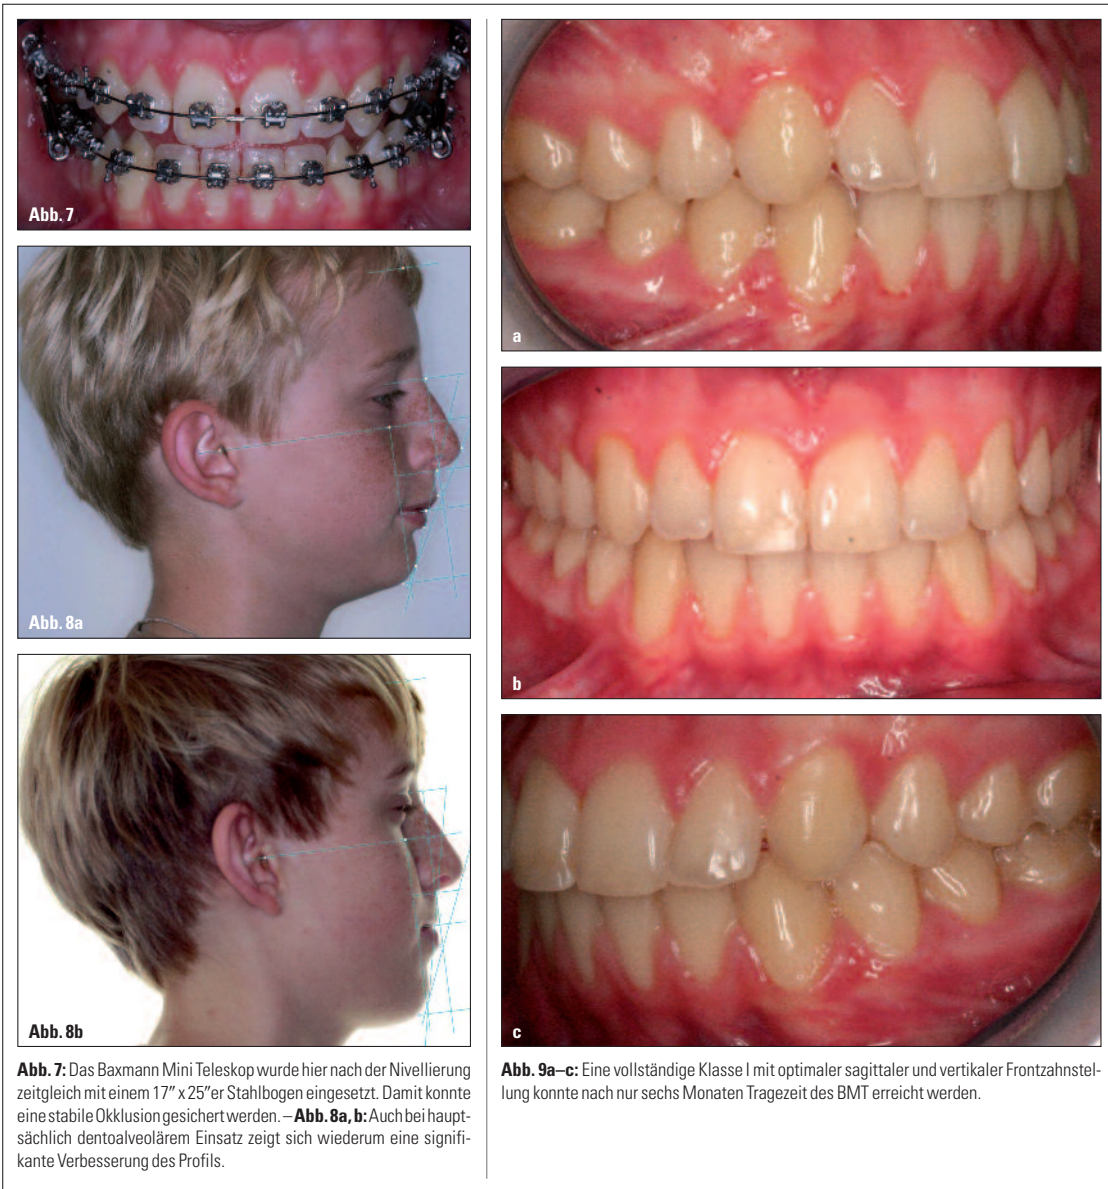 Abb. 7
Abb. 8a
Abb. 8b
Abb. 7: Das Baxmann Mini Teleskop wurde hier nach der Nivellierung
zeitgleich mit einem 17″ x 25″er Stahlbogen eingesetzt. Damit konnte
eine stabile Okklusion gesichert werden. – Abb. 8a, b: Auch bei haupt-
sächlich dentoalveolärem Einsatz zeigt sich wiederum eine signifi-
kante Verbesserung des Profils.
a
b
c
Abb. 9a–c: Eine vollständige Klasse I mit optimaler sagittaler und vertikaler Frontzahnstel-
lung konnte nach nur sechs Monaten Tragezeit des BMT erreicht werden.